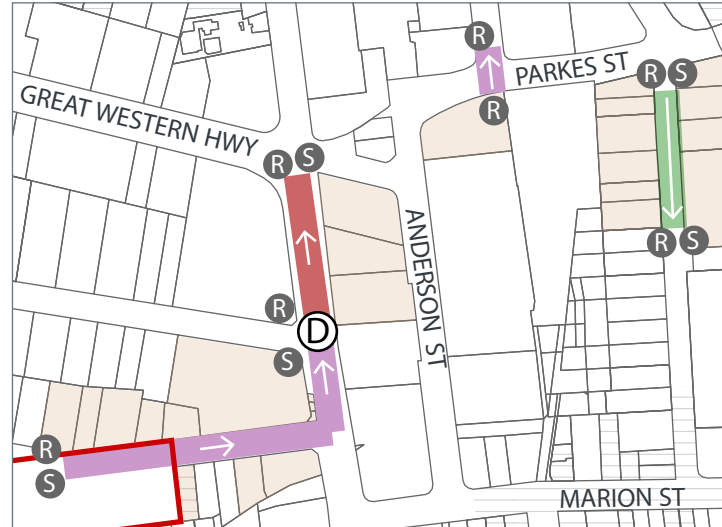 R
PARKES ST
R S
GREAT WESTERN HWY
R
R S
ANDERSON ST
R S
R
D
S
R
S
MARION ST